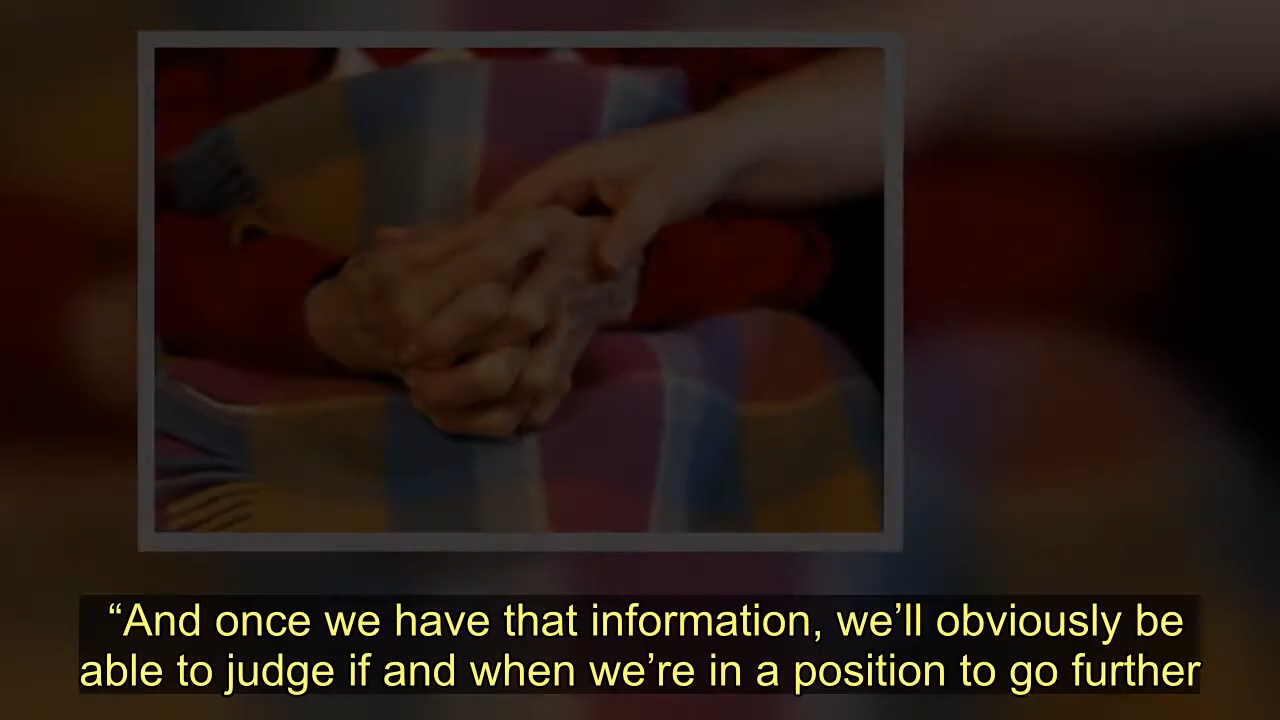 “And once we have that information, we’ll obviously be
able to judge if and when we’re in a position to go further